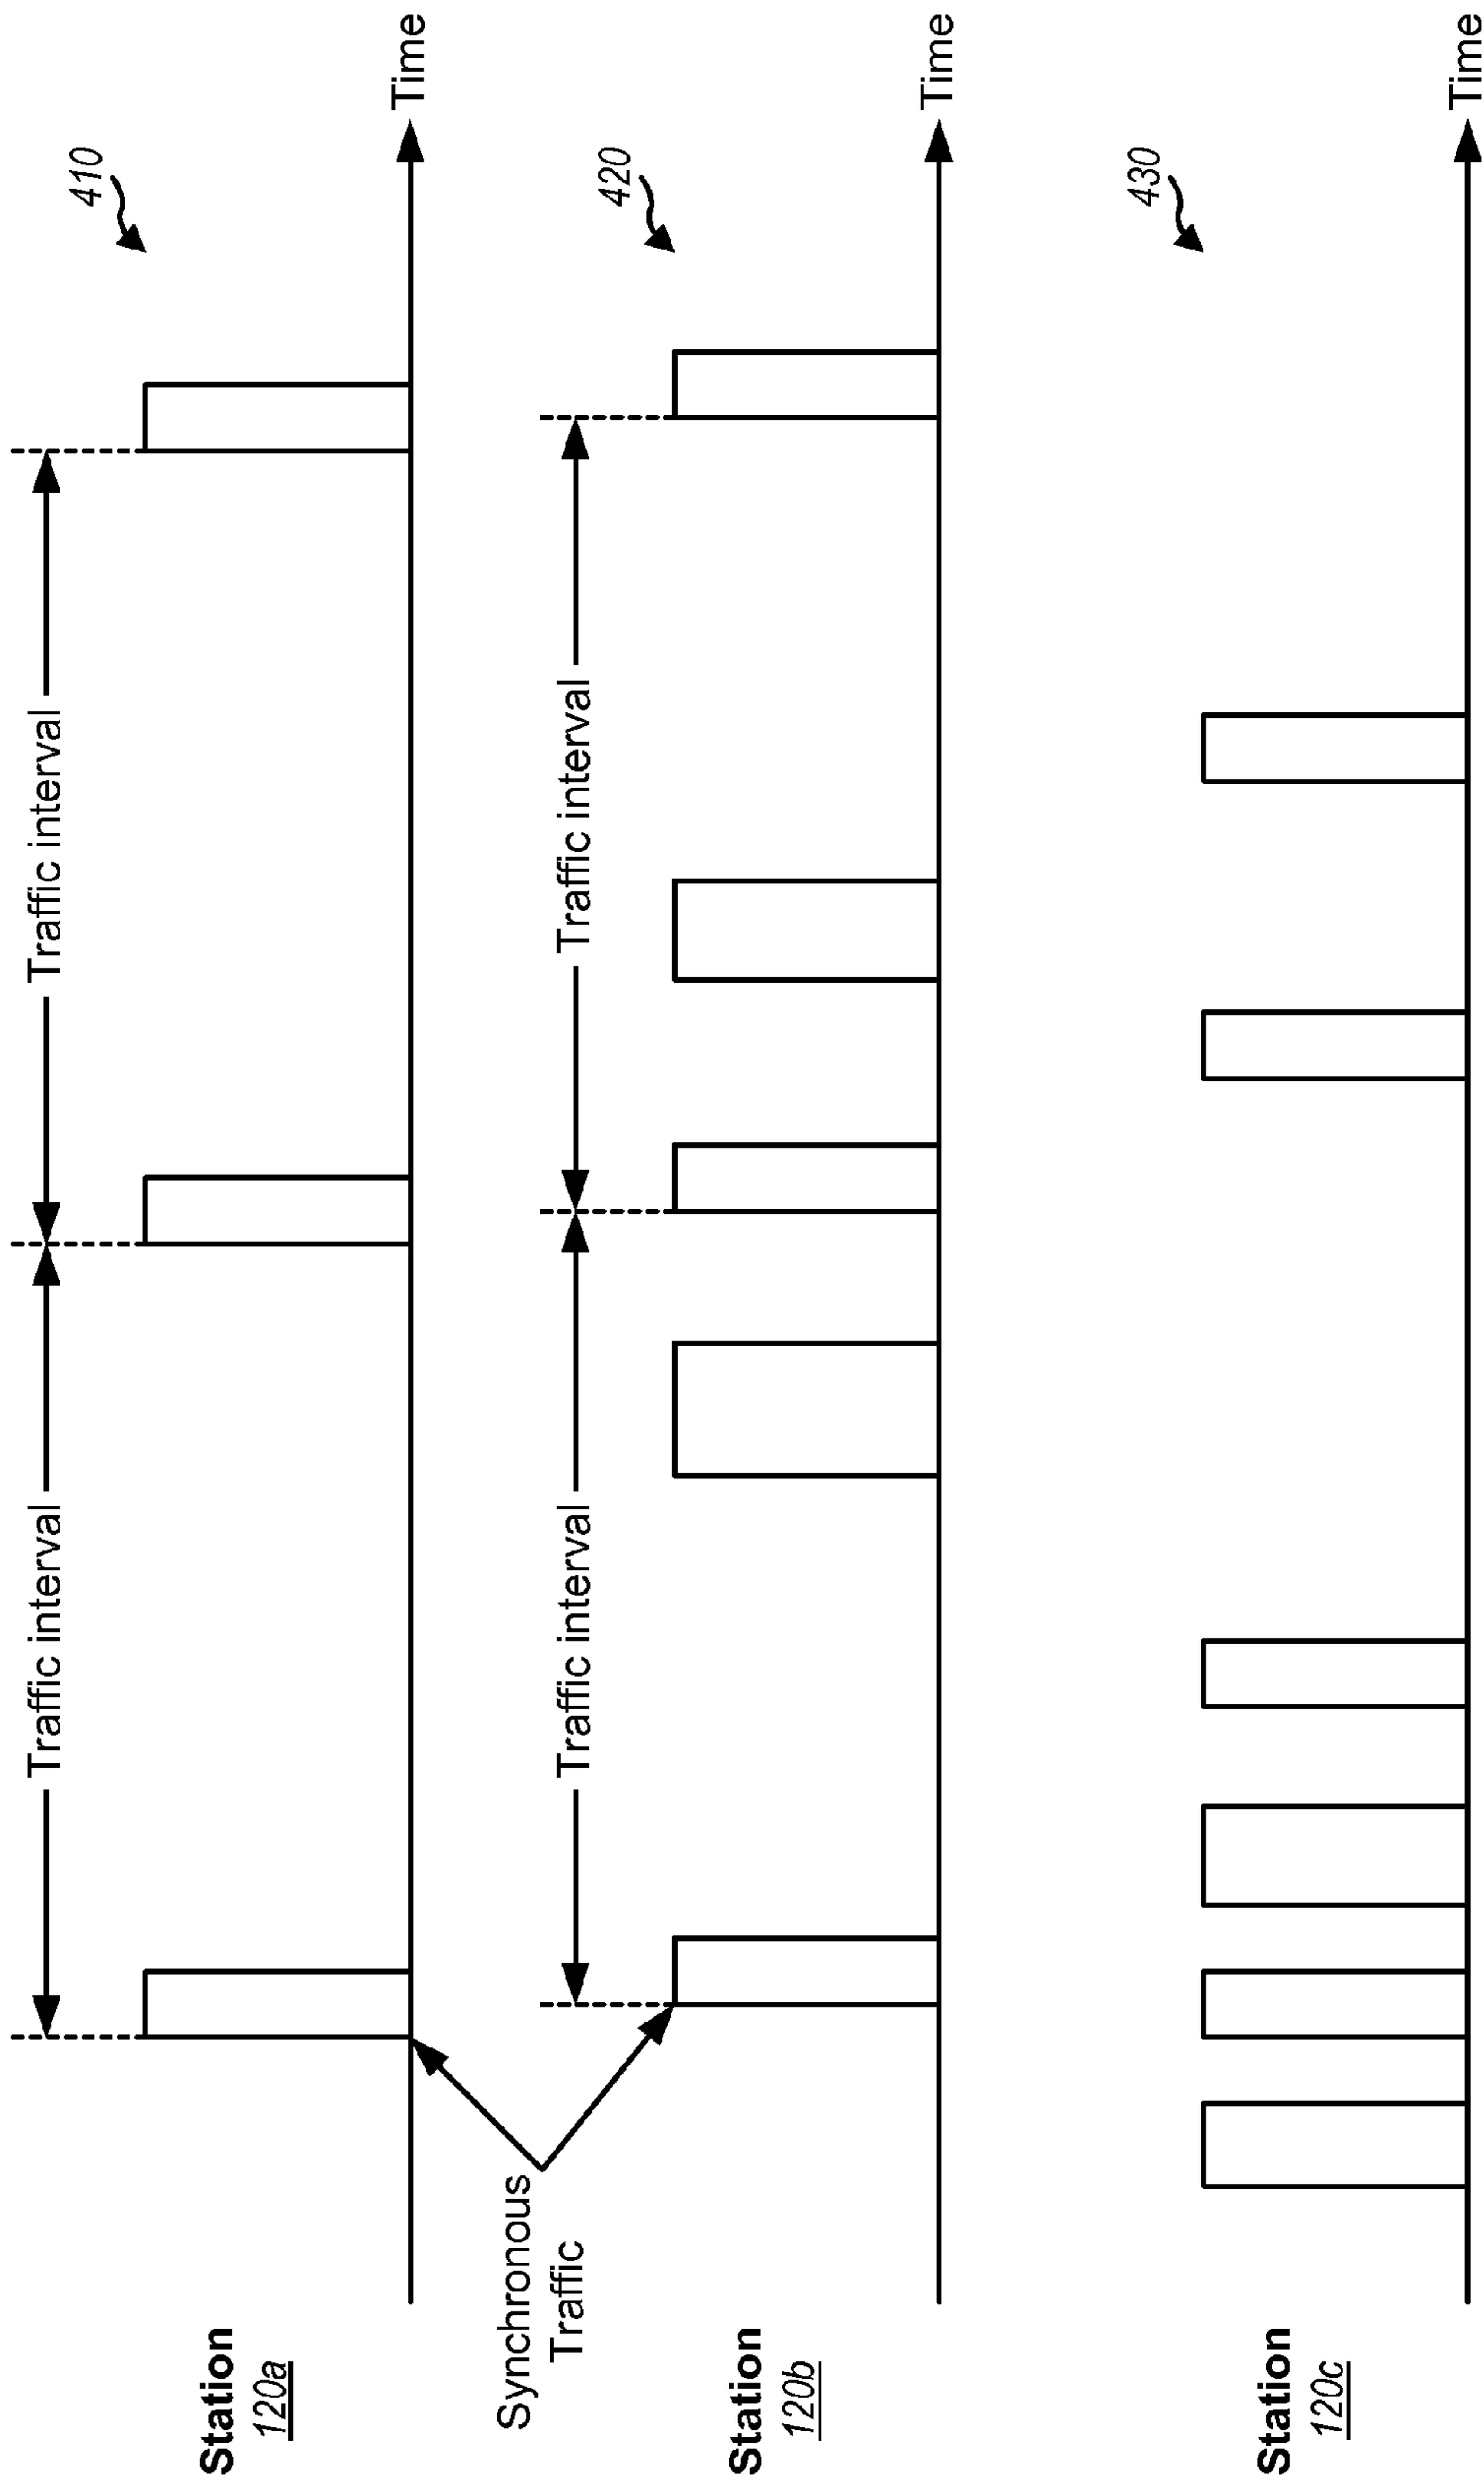 Traffic interval
Traffic interval
410
Station
120a
Time
Synchronous
Traffic
Traffic interval
Traffic interval
420
Station
120b
Time
430
Station
120c
Time